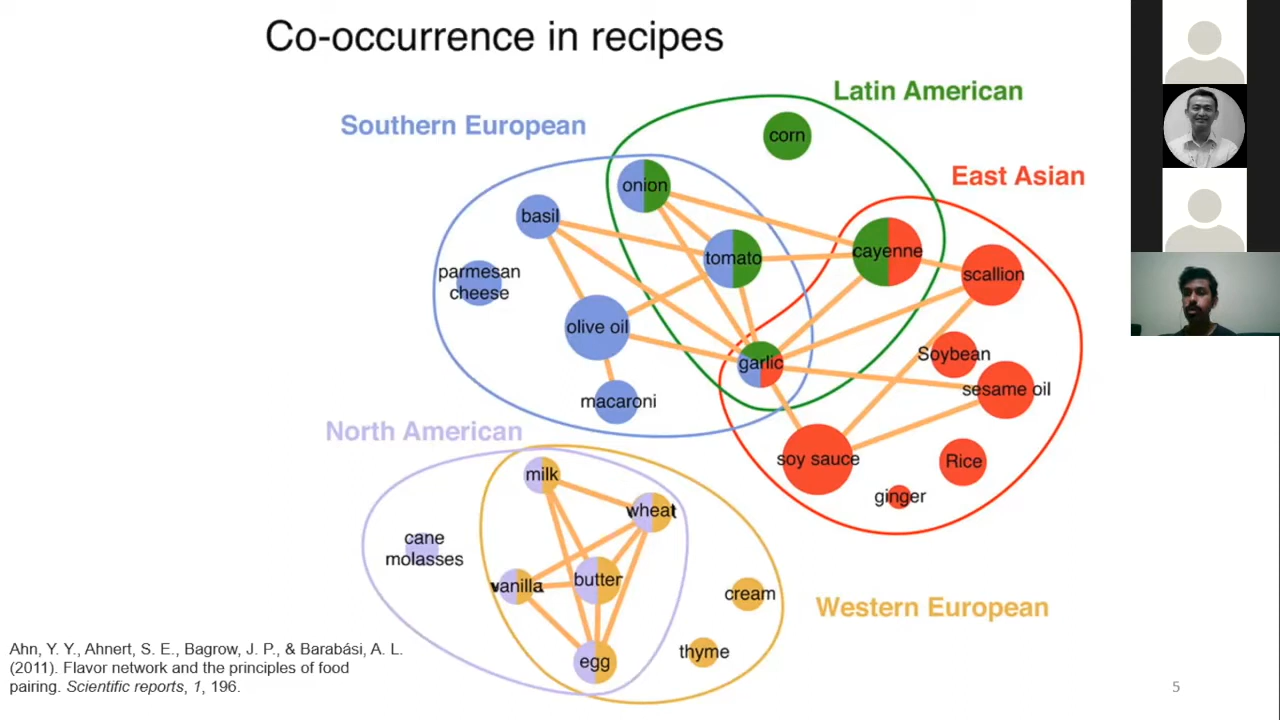 Co-occurrence in recipes
Latin American
Southern European
corn
East Asian
onion
basil
tomato
cayenne
parmesan
cheese
scallion
olive oil
Soybean
garlic
sesame oil
macaroni
North American
soy sauce
Rice
milk
ginger
wheat
cane
molasses
vanilla
butter
cream
Western European
thyme
egg
Ahn, Y. Y., Ahnert, S. E., Bagrow, J. P., & Barabási, A. L.
(2011). Flavor network and the principles of food
pairing. Scientific reports, 1, 196.
5